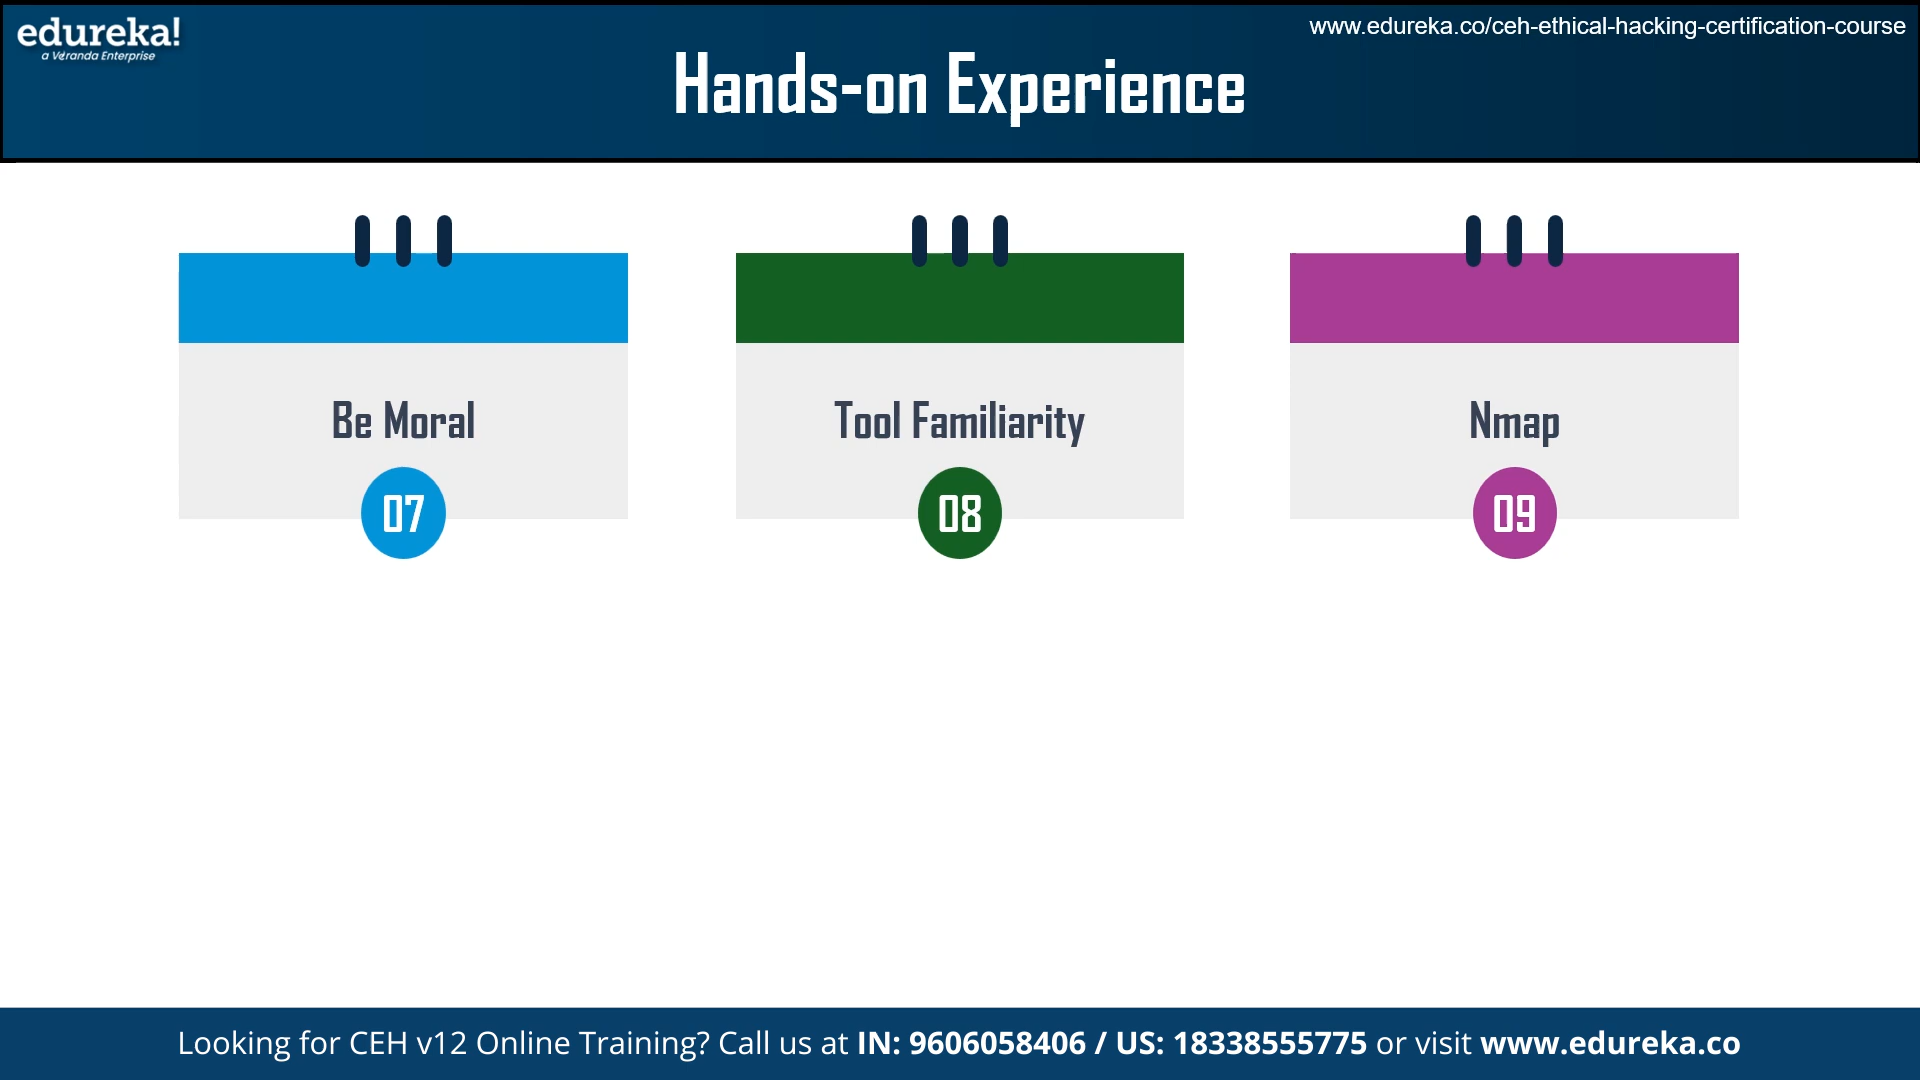 edureka!
a Veranda Enterprise
www.edureka.co/ceh-ethical-hacking-certification-course
Hands-on Experience
Be Moral
07
Tool Familiarity
08
Nmap
09
Looking for CEH v12 Online Training? Call us at IN: 9606058406 / US: 18338555775 or visit www.edureka.co